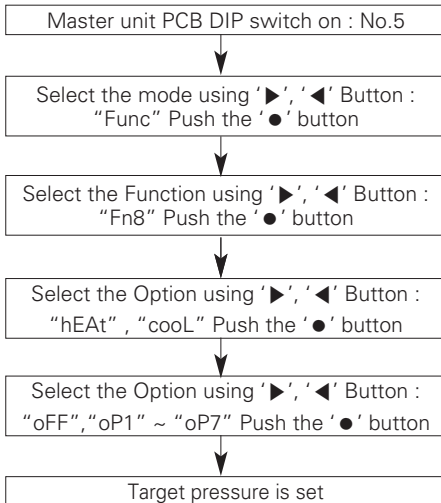 Master unit PCB DIP switch on : No.5
Select the mode using ‘▶’, ‘◀’ Button :
“Func” Push the ‘●’ button
Select the Function using ‘▶’, ‘◀’ Button :
“Fn8” Push the ‘●’ button
Select the Option using ‘▶’, ‘◀’ Button :
“hEAt” , “cooL” Push the ‘●’ button
Select the Option using ‘▶’, ‘◀’ Button :
“oFF”,“oP1” ~ “oP7” Push the ‘●’ button
Target pressure is set